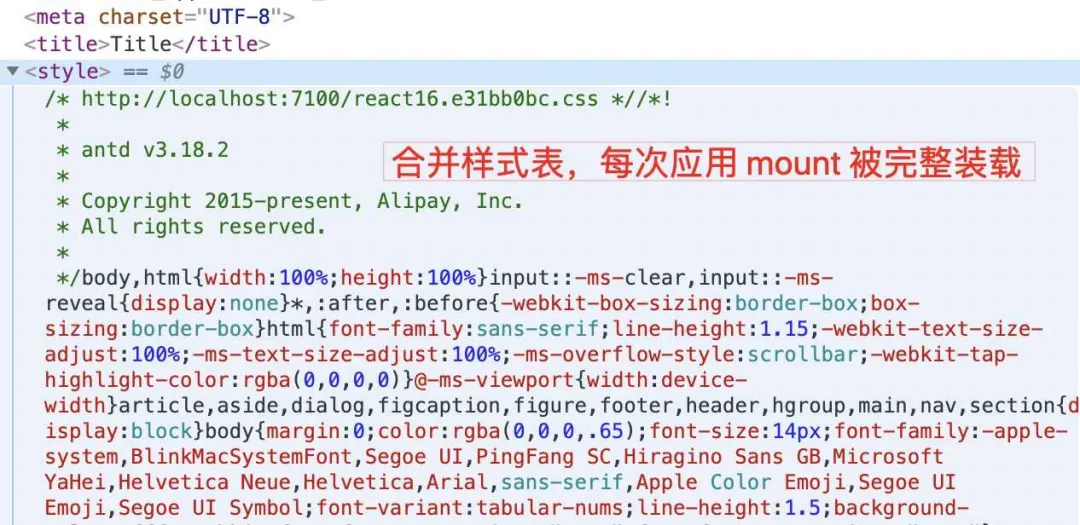 <meta charset="UTF-8">
<title>Title</title>
▼<style> == $0
/* http://localhost:7100/react16.e31bb0bc.css *//*!
*
* antd v3.18.2
合并样式表，每次应用 mount 被完整装载
*
* Copyright 2015-present, Alipay, Inc.
* All rights reserved.
*
*/body,html{width:100%;height:100%}input::-ms-clear,input::-ms-
reveal{display:none}*,:after,:before{-webkit-box-sizing:border-box;box-
sizing:border-box}html{font-family:sans-serif;line-height:1.15;-webkit-text-size-
adjust:100%;-ms-text-size-adjust:100%;-ms-overflow-style:scrollbar;-webkit-tap-
highlight-color:rgba(0,0,0,0)}@-ms-viewport{width:device-
width}article,aside,dialog,figcaption,figure,footer,header,hgroup,main,nav,section{d
isplay:block}body{margin:0;color:rgba(0,0,0,.65);font-size:14px;font-family:-apple-
system,BlinkMacSystemFont,Segoe UI,PingFang SC,Hiragino Sans GB,Microsoft
YaHei,Helvetica Neue,Helvetica,Arial,sans-serif,Apple Color Emoji,Segoe UI
Emoji,Segoe UI Symbol;font-variant:tabular-nums;line-height:1.5;background-